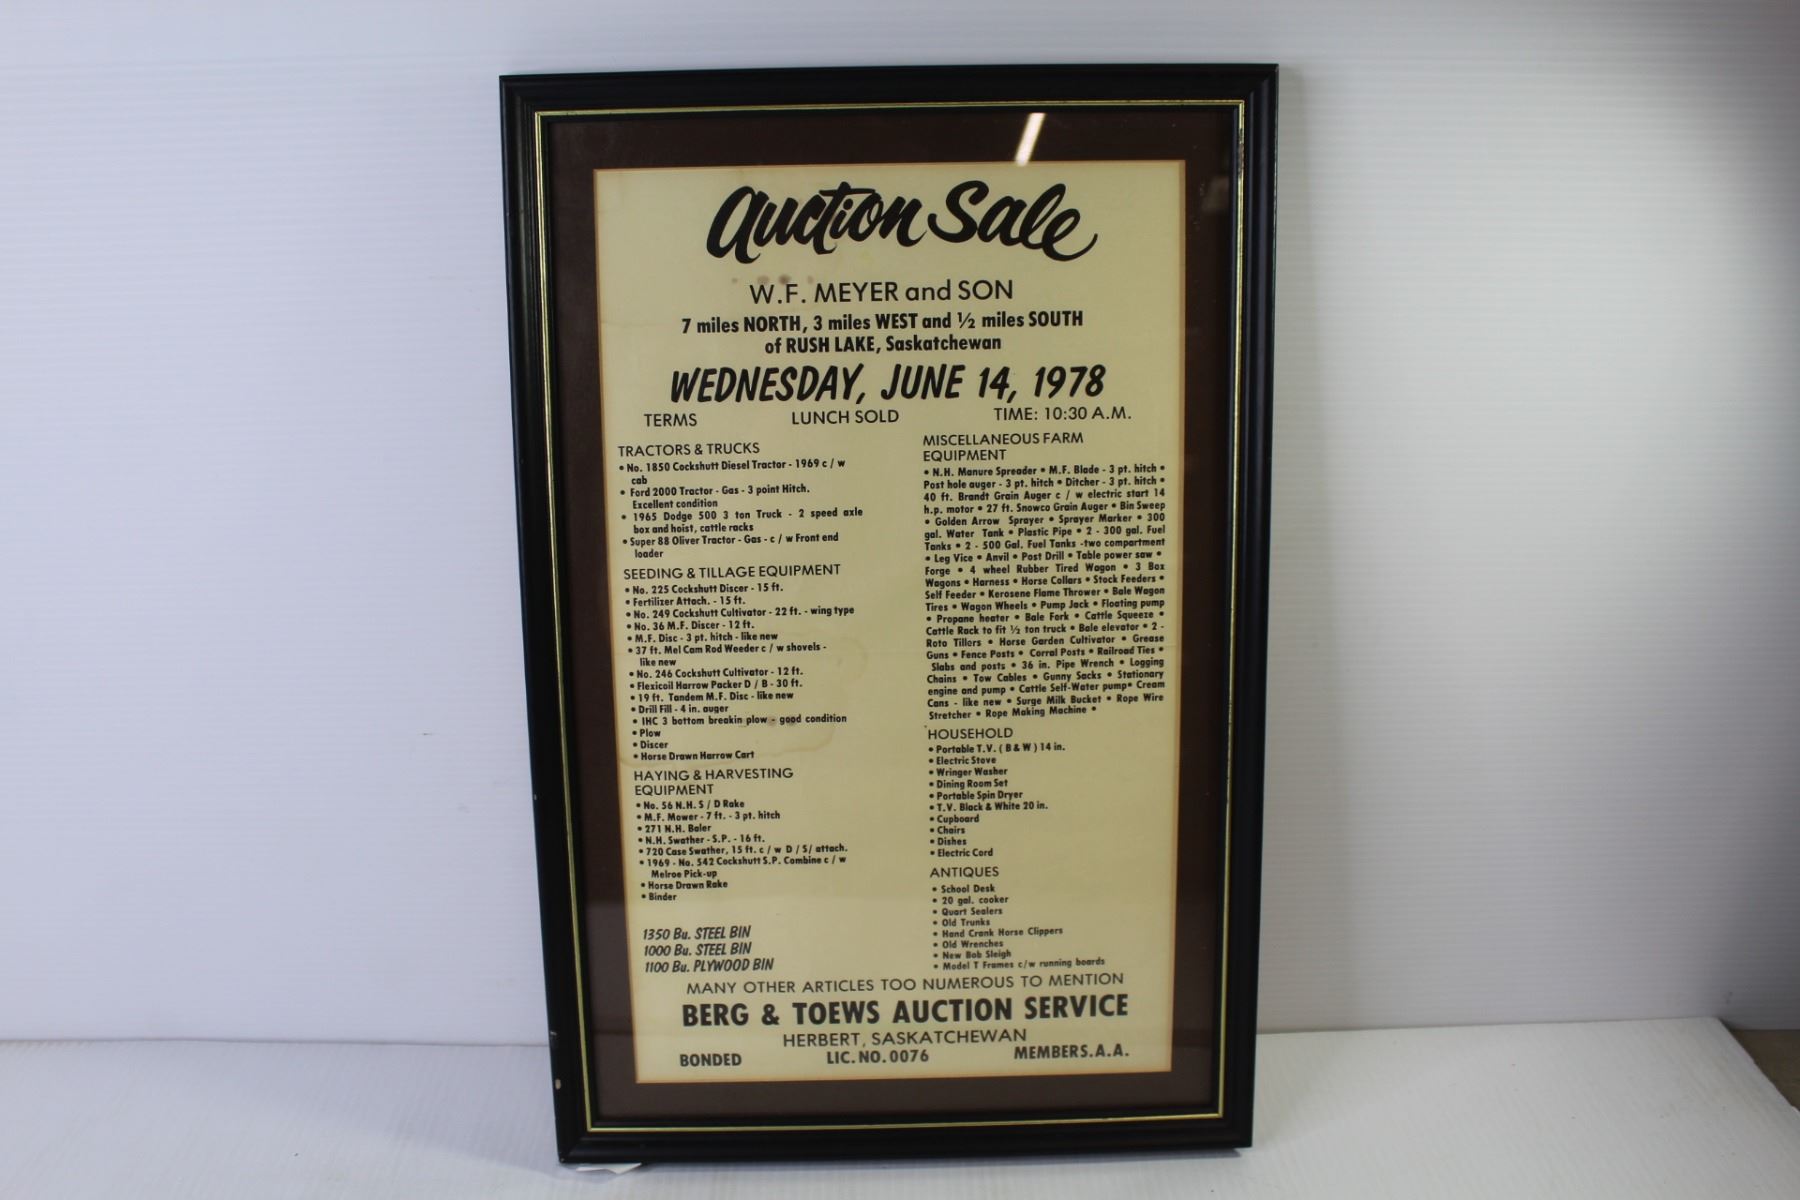 Auction Sale
W.F. MEYER and SON
7 miles NORTH, 3 miles WEST and ½ miles SOUTH
of RUSH LAKE, Saskatchewan
WEDNESDAY, JUNE 14, 1978
TERMS LUNCH SOLD TIME: 10:30 A.M.
TRACTORS & TRUCKS
• No. 1850 Cockshutt Diesel Tractor - 1969 c / w
cab
• Ford 2000 Tractor - Gas - 3 point Hitch.
Excellent condition
• 1965 Dodge 500 3 ton Truck - 2 speed axle
box and hoist, cattle racks
• Super 88 Oliver Tractor - Gas - c / w Front end
loader
SEEDING & TILLAGE EQUIPMENT
• No. 225 Cockshutt Discer - 15 ft.
• Fertilizer Attach. - 15 ft.
• No. 249 Cockshutt Cultivator - 22 ft. - wing type
• No. 36 M.F. Discer - 12 ft.
• M.F. Disc - 3 pt. hitch - like new
• 37 ft. Mel Cam Rod Weeder c / w shovels -
like new
• No. 246 Cockshutt Cultivator - 12 ft.
• Flexicoil Harrow Packer D / B - 30 ft.
• 19 ft. Tandem M.F. Disc - like new
• Drill Fill - 4 in. auger
• IHC 3 bottom breakin plow - good condition
• Plow
• Discer
• Horse Drawn Harrow Cart
HAYING & HARVESTING
EQUIPMENT
• No. 56 N.H. S / D Rake
• M.F. Mower - 7 ft. - 3 pt. hitch
• 271 N.H. Baler
• N.H. Swather - S.P. - 16 ft.
• 720 Case Swather, 15 ft. c / w D / S/ attach.
• 1969 - No. 542 Cockshutt S.P. Combine c / w
Melroe Pick-up
• Horse Drawn Rake
• Binder
1350 Bu. STEEL BIN
1000 Bu. STEEL BIN
1100 Bu. PLYWOOD BIN
MISCELLANEOUS FARM
EQUIPMENT
• N.H. Manure Spreader • M.F. Blade - 3 pt. hitch •
Post hole auger - 3 pt. hitch • Ditcher - 3 pt. hitch •
40 ft. Brandt Grain Auger c / w electric start 14
h.p. motor • 27 ft. Snowco Grain Auger • Bin Sweep
• Golden Arrow Sprayer • Sprayer Marker • 300
gal. Water Tank • Plastic Pipe • 2 - 300 gal. Fuel
Tanks • 2 - 500 Gal. Fuel Tanks -two compartment
• Leg Vice • Anvil • Post Drill • Table power saw •
Forge • 4 wheel Rubber Tired Wagon • 3 Box
Wagons • Harness • Horse Collars • Stock Feeders •
Self Feeder • Kerosene Flame Thrower • Bale Wagon
Tires • Wagon Wheels • Pump Jack • Floating pump
• Propane heater • Bale Fork • Cattle Squeeze •
Cattle Rack to fit ½ ton truck • Bale elevator • 2 -
Roto Tillers • Horse Garden Cultivator • Grease
Guns • Fence Posts • Corral Posts • Railroad Ties •
Slabs and posts • 36 in. Pipe Wrench • Logging
Chains • Tow Cables • Gunny Sacks • Stationary
engine and pump • Cattle Self-Water pump• Cream
Cans - like new • Surge Milk Bucket • Rope Wire
Stretcher • Rope Making Machine •
HOUSEHOLD
• Portable T.V. ( B & W ) 14 in.
• Electric Stove
• Wringer Washer
• Dining Room Set
• Portable Spin Dryer
• T.V. Black & White 20 in.
• Cupboard
• Chairs
• Dishes
• Electric Cord
ANTIQUES
• School Desk
• 20 gal. cooker
• Quart Sealers
• Old Trunks
• Hand Crank Horse Clippers
• Old Wrenches
• New Bob Sleigh
• Model T Frames c/w running boards
MANY OTHER ARTICLES TOO NUMEROUS TO MENTION
BERG & TOEWS AUCTION SERVICE
HERBERT, SASKATCHEWAN
BONDED LIC. NO. 0076 MEMBERS.A.A.